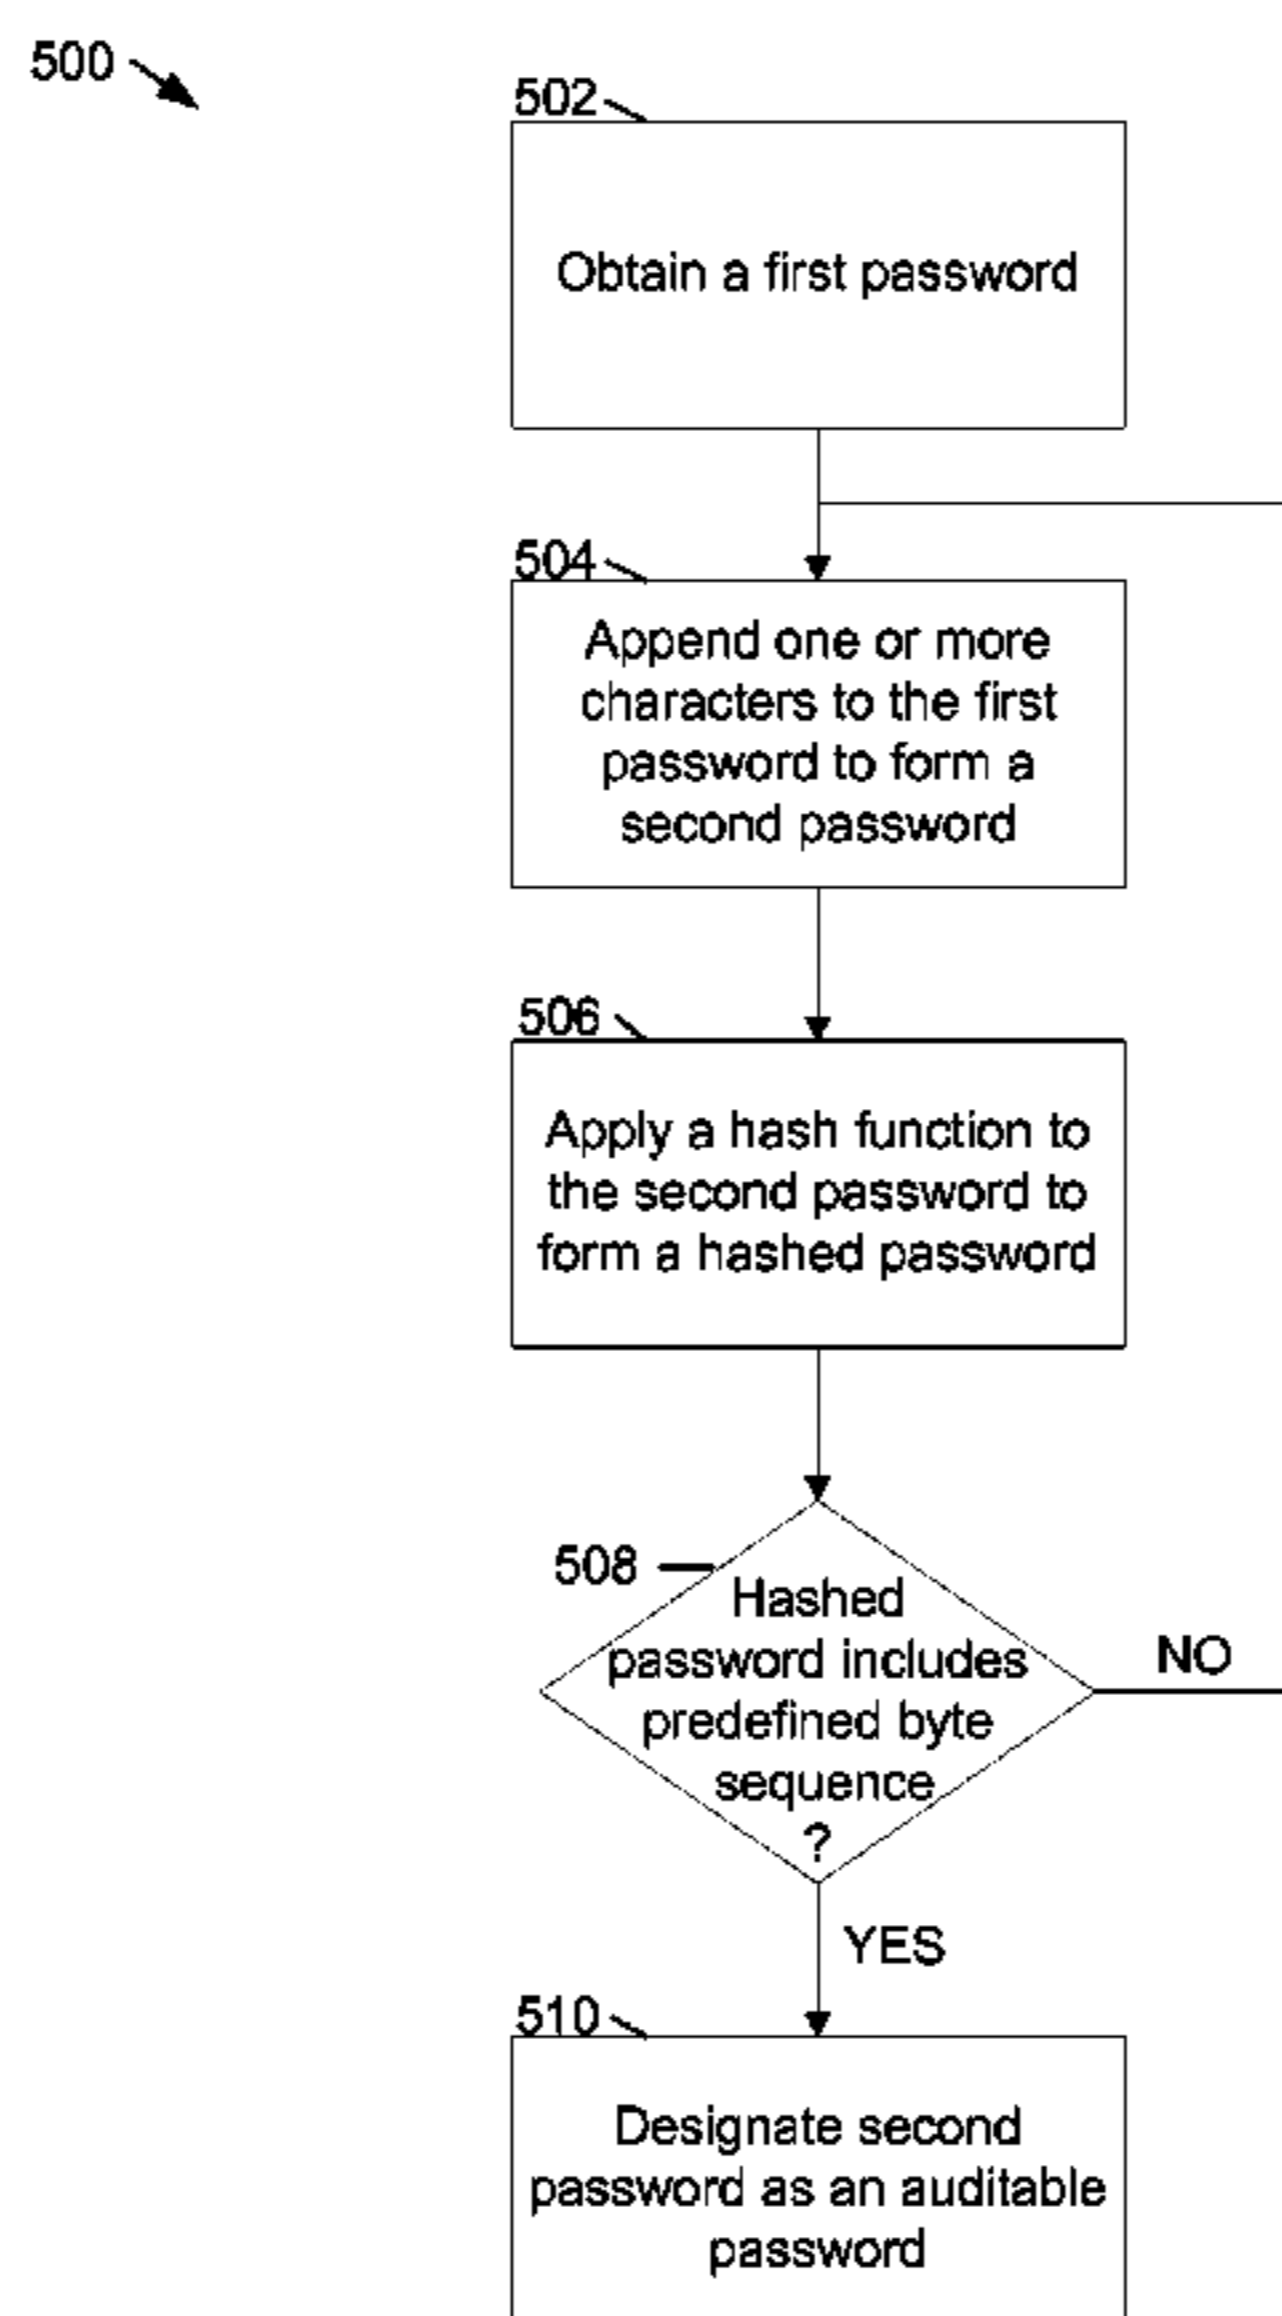 500
502
Obtain a first password
504
Append one or more
characters to the first
password to form a
second password
506
Apply a hash function to
the second password to
form a hashed password
508
Hashed
password includes
predefined byte
sequence
?
NO
YES
510
Designate second
password as an auditable
password